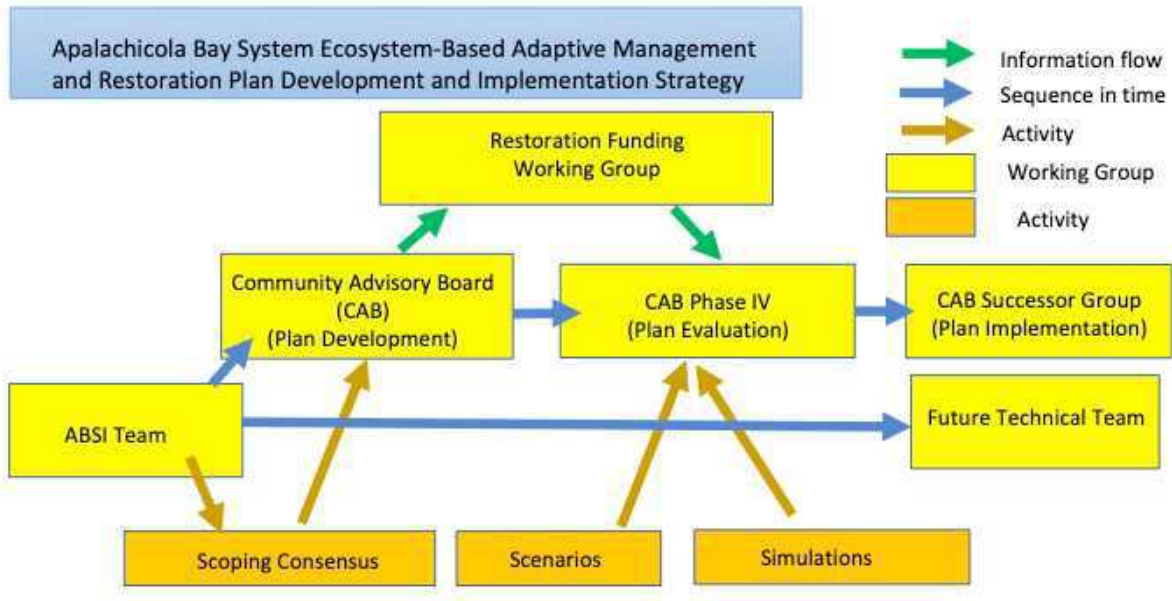 Apalachicola Bay System Ecosystem-Based Adaptive Management
and Restoration Plan Development and Implementation Strategy
Information flow
Sequence in time
Activity
Working Group
Activity
Restoration Funding
Working Group
Community Advisory Board
(CAB)
(Plan Development)
CAB Phase IV
(Plan Evaluation)
CAB Successor Group
(Plan Implementation)
ABSI Team
Future Technical Team
Scoping Consensus
Scenarios
Simulations